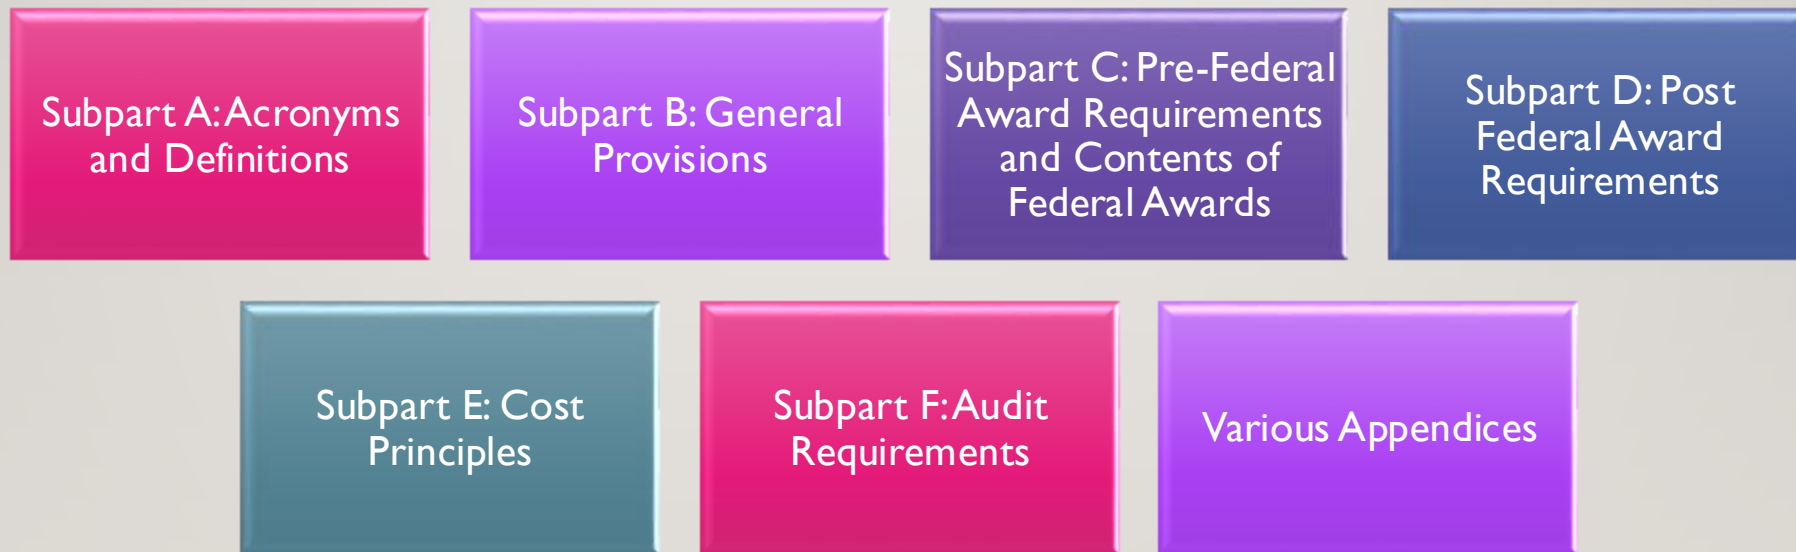 Subpart A: Acronyms
and Definitions
Subpart B: General
Provisions
Subpart C: Pre-Federal
Award Requirements
and Contents of
Federal Awards
Subpart D: Post
Federal Award
Requirements
Subpart E: Cost
Principles
Subpart F: Audit
Requirements
Various Appendices